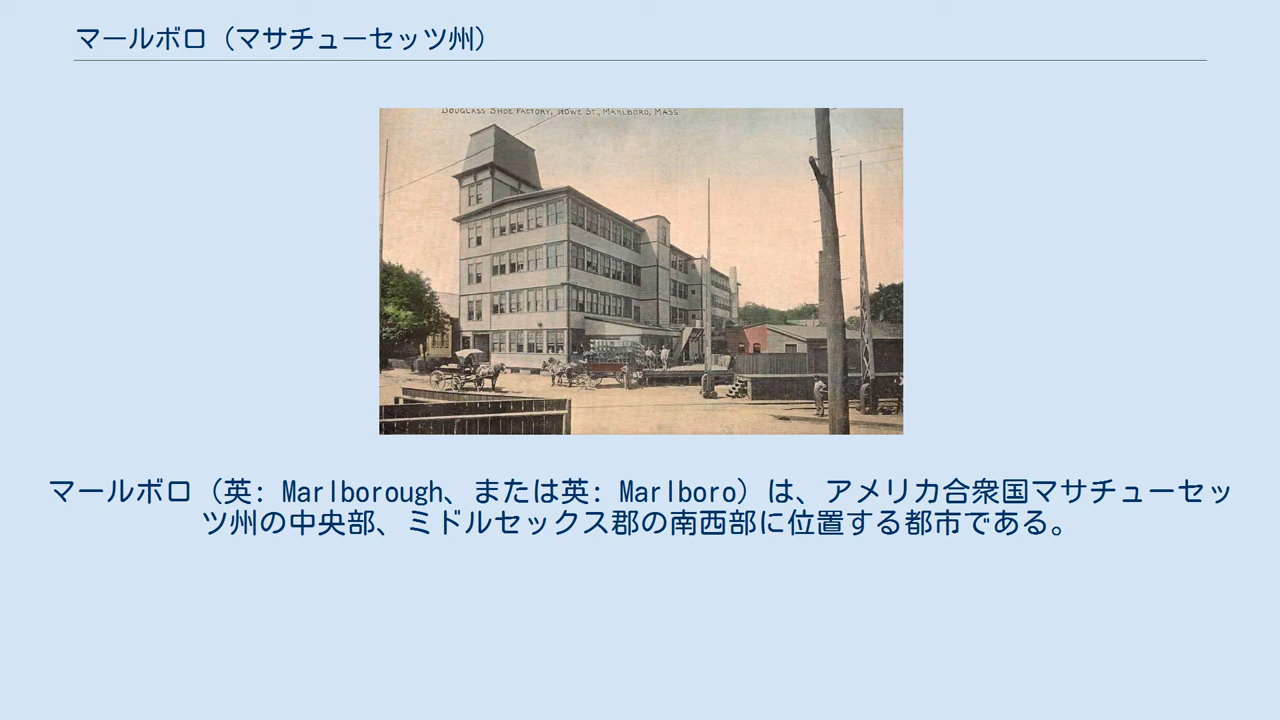 マールボロ（マサチューセッツ州）
DOUGLASS SHOE FACTORY, HOWE ST., MARLBORO, MASS.
マールボロ（英: Marlborough、または英: Marlboro）は、アメリカ合衆国マサチューセッ
ツ州の中央部、ミドルセックス郡の南西部に位置する都市である。